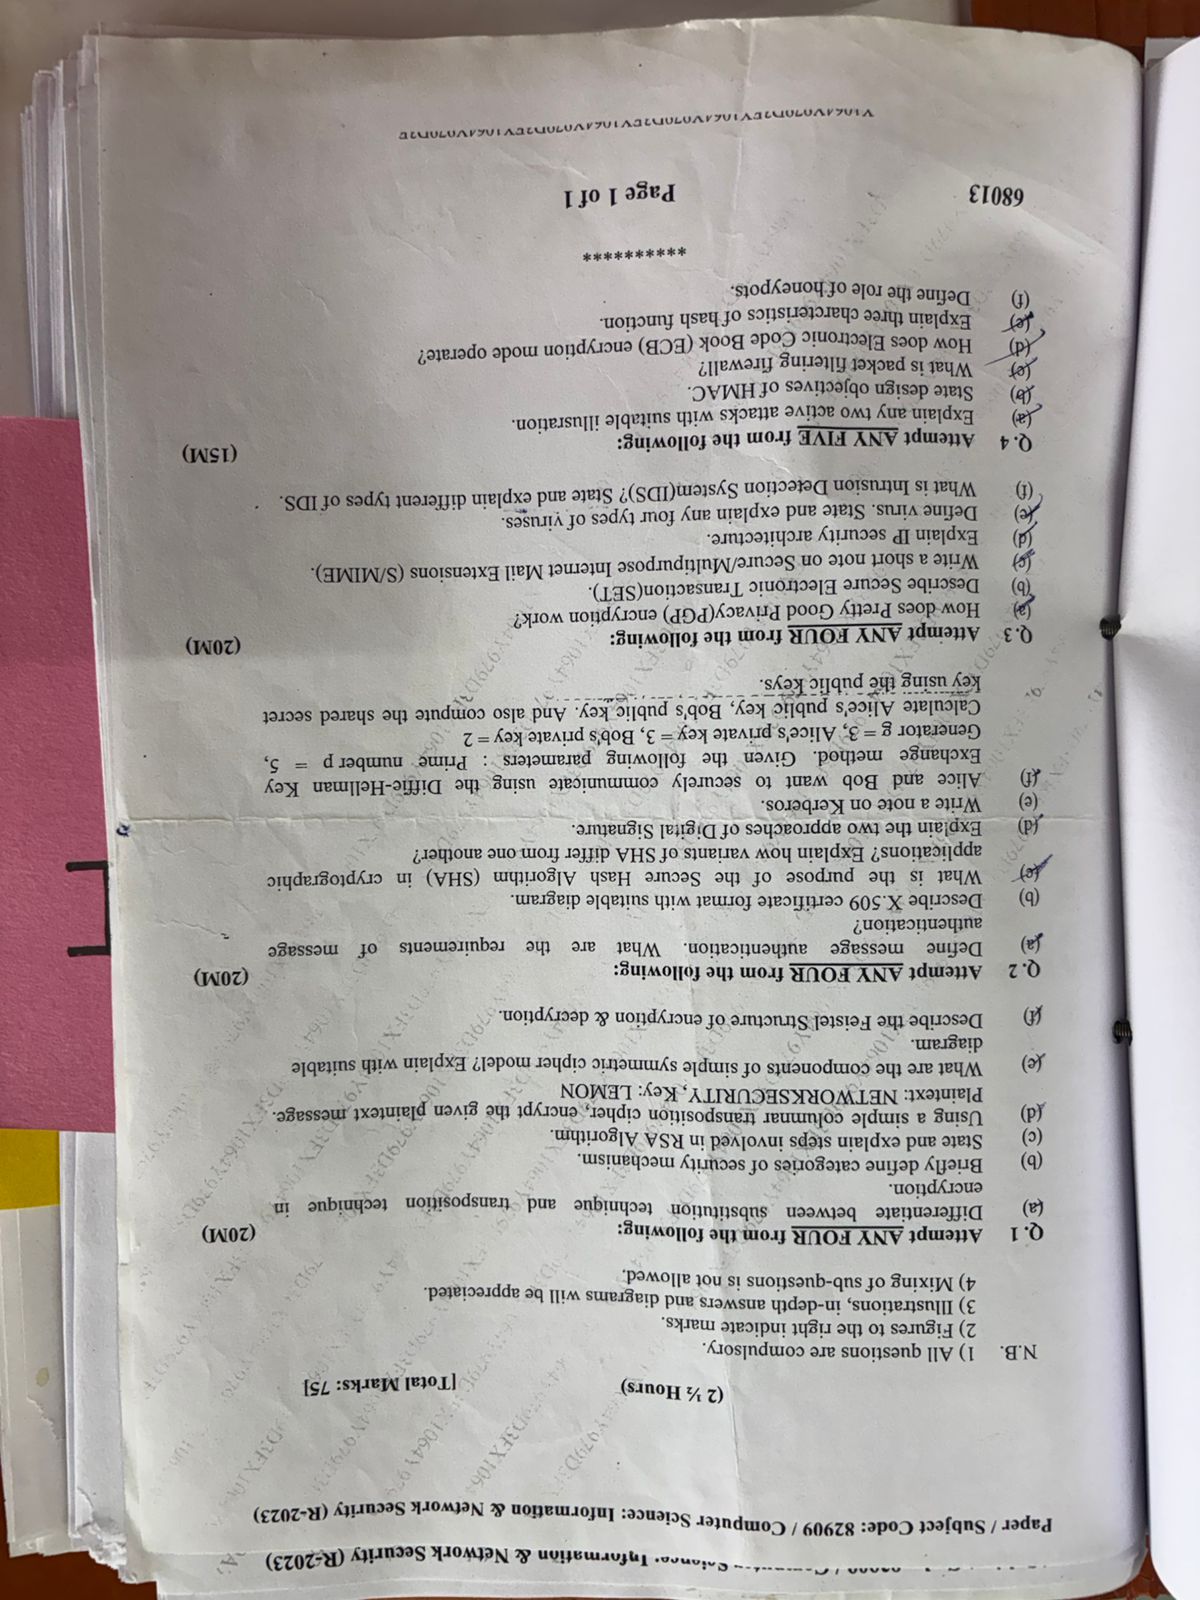 Science: Information & Network Security (R-2023)
Paper / Subject Code: 82909 / Computer Science: Information & Network Security (R-2023)
(2 ½ Hours) [Total Marks: 75]
N.B. 1) All questions are compulsory.
2) Figures to the right indicate marks.
3) Illustrations, in-depth answers and diagrams will be appreciated.
4) Mixing of sub-questions is not allowed.
Q. 1 Attempt ANY FOUR from the following: (20M)
(a) Differentiate between substitution technique and transposition technique in
encryption.
(b) Briefly define categories of security mechanism.
(c) State and explain steps involved in RSA Algorithm.
(d) Using a simple columnar transposition cipher, encrypt the given plaintext message.
Plaintext: NETWORKSECURITY, Key: LEMON
(e) What are the components of simple symmetric cipher model? Explain with suitable
diagram.
(f) Describe the Feistel Structure of encryption & decryption.
Q. 2 Attempt ANY FOUR from the following: (20M)
(a) Define message authentication. What are the requirements of message
authentication?
(b) Describe X.509 certificate format with suitable diagram.
(c) What is the purpose of the Secure Hash Algorithm (SHA) in cryptographic
applications? Explain how variants of SHA differ from one another?
(d) Explain the two approaches of Digital Signature.
(e) Write a note on Kerberos.
(f) Alice and Bob want to securely communicate using the Diffie-Hellman Key
Exchange method. Given the following parameters : Prime number p = 5,
Generator g = 3, Alice's private key = 3, Bob's private key = 2
Calculate Alice's public key, Bob's public key. And also compute the shared secret
key using the public keys.
Q. 3 Attempt ANY FOUR from the following: (20M)
(a) How does Pretty Good Privacy(PGP) encryption work?
(b) Describe Secure Electronic Transaction(SET).
(c) Write a short note on Secure/Multipurpose Internet Mail Extensions (S/MIME).
(d) Explain IP security architecture.
(e) Define virus. State and explain any four types of viruses.
(f) What is Intrusion Detection System(IDS)? State and explain different types of IDS.
Q. 4 Attempt ANY FIVE from the following: (15M)
(a) Explain any two active attacks with suitable illusration.
(b) State design objectives of HMAC.
(c) What is packet filtering firewall?
(d) How does Electronic Code Book (ECB) encryption mode operate?
(e) Explain three charcteristics of hash function.
(f) Define the role of honeypots.
**********
68013 Page 1 of 1